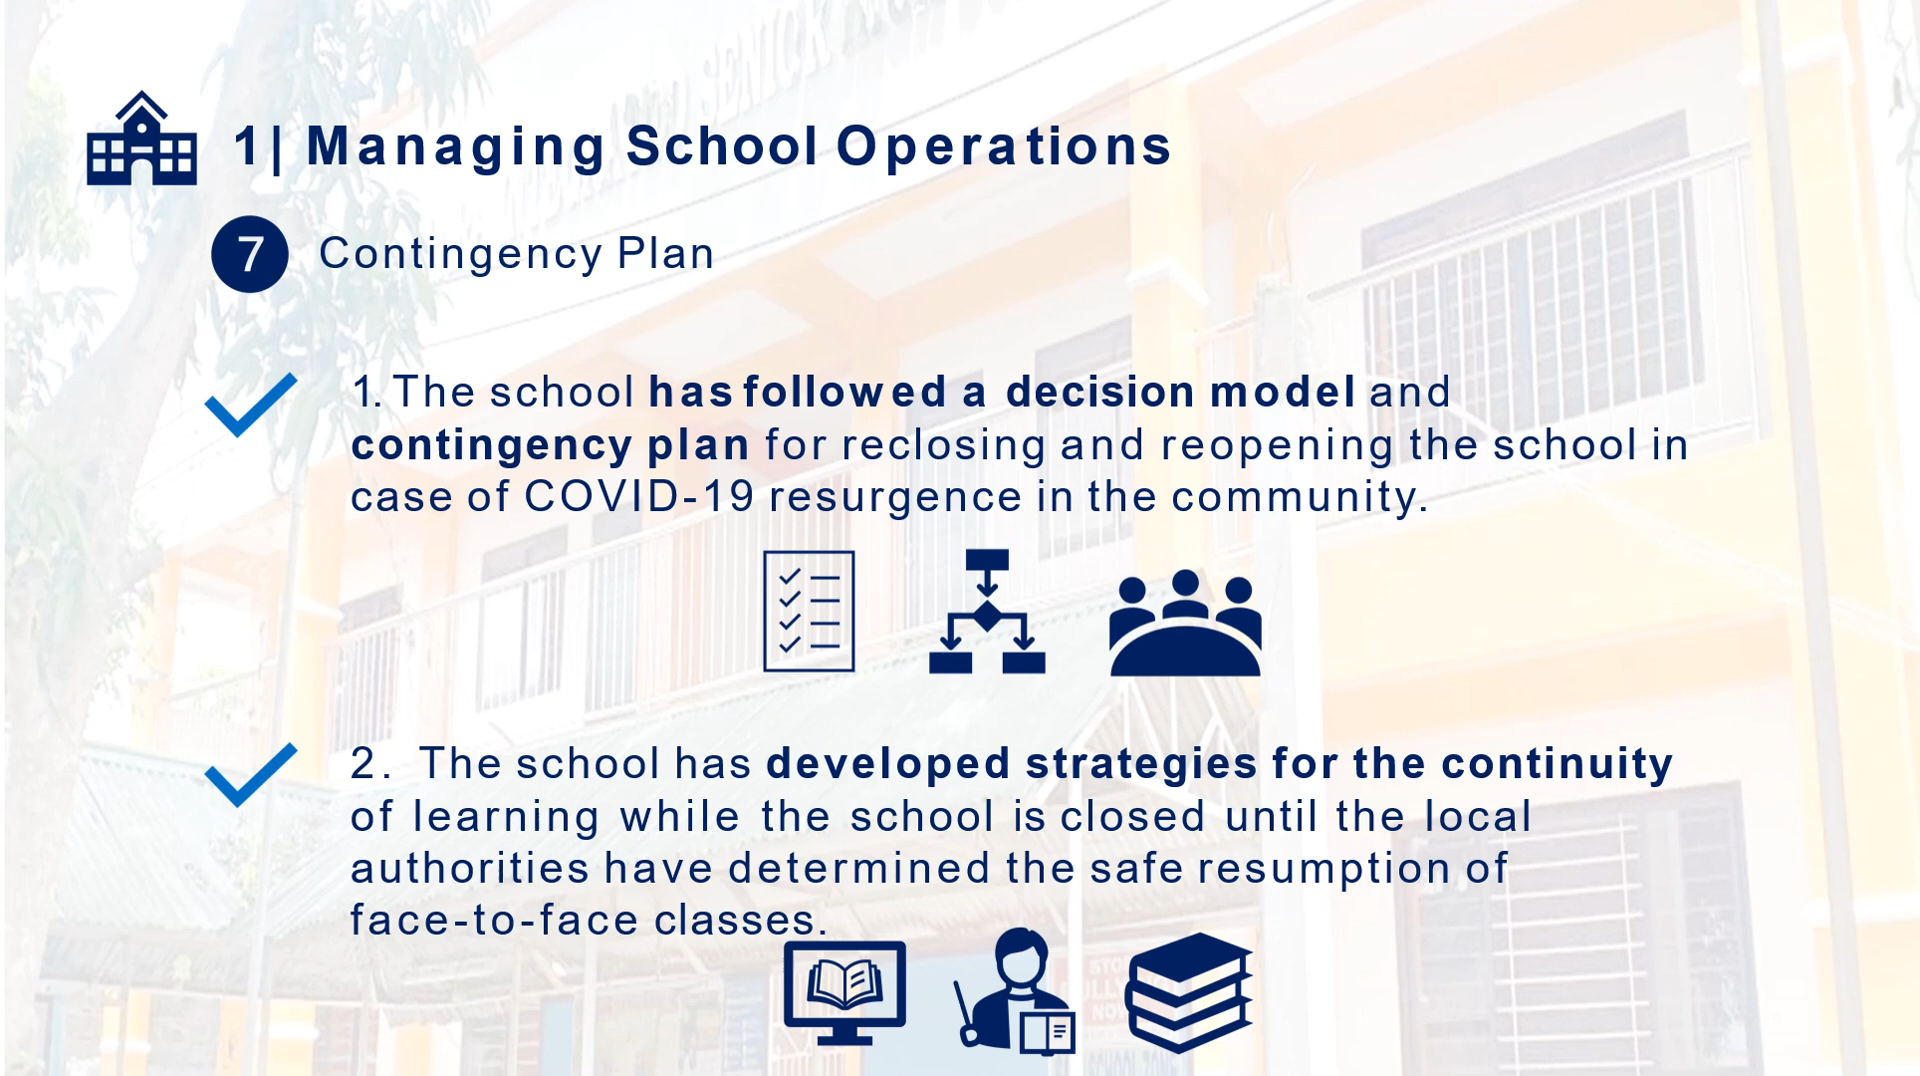 1| Managing School Operations
7 Contingency Plan
1. The school has followed a decision model and
contingency plan for reclosing and reopening the school in
case of COVID-19 resurgence in the community.
2. The school has developed strategies for the continuity
of learning while the school is closed until the local
authorities have determined the safe resumption of
face-to-face classes.